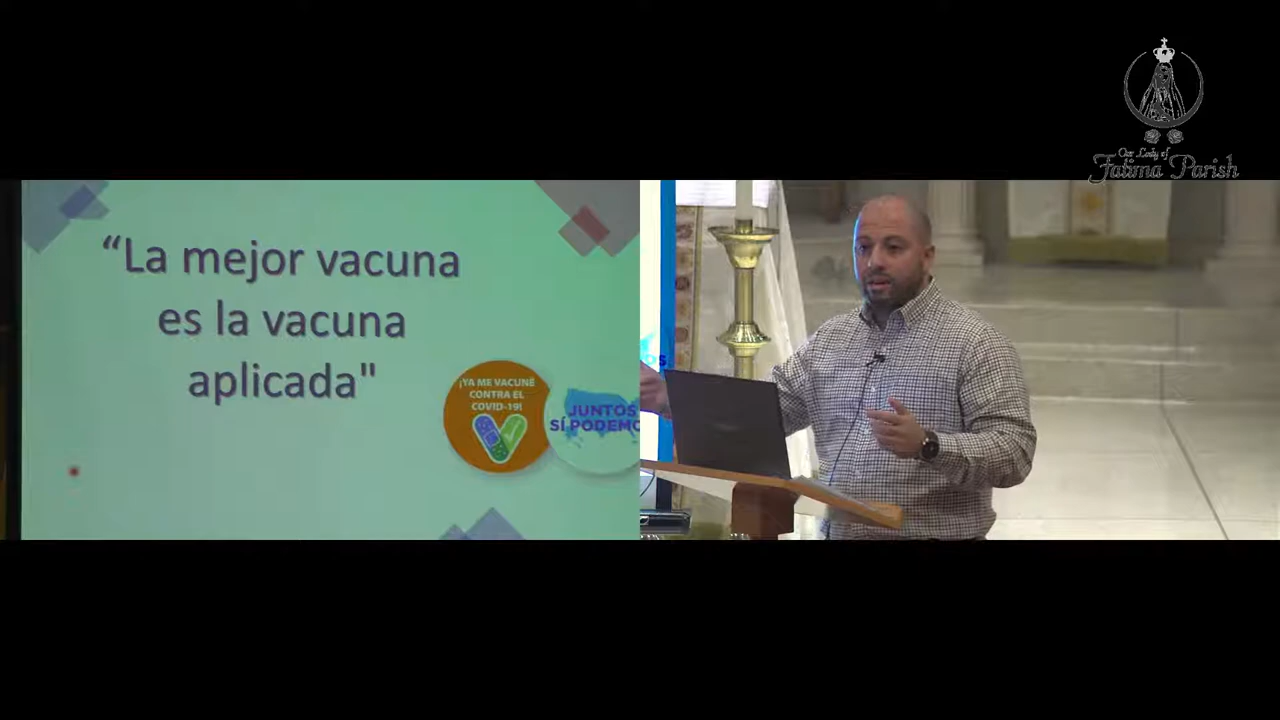 Our Lady of
Fatima Parish
“La mejor vacuna
es la vacuna
aplicada"
¡YA ME VACUNÉ
CONTRA EL
COVID-19!
JUNTOS
SÍ PODEMO